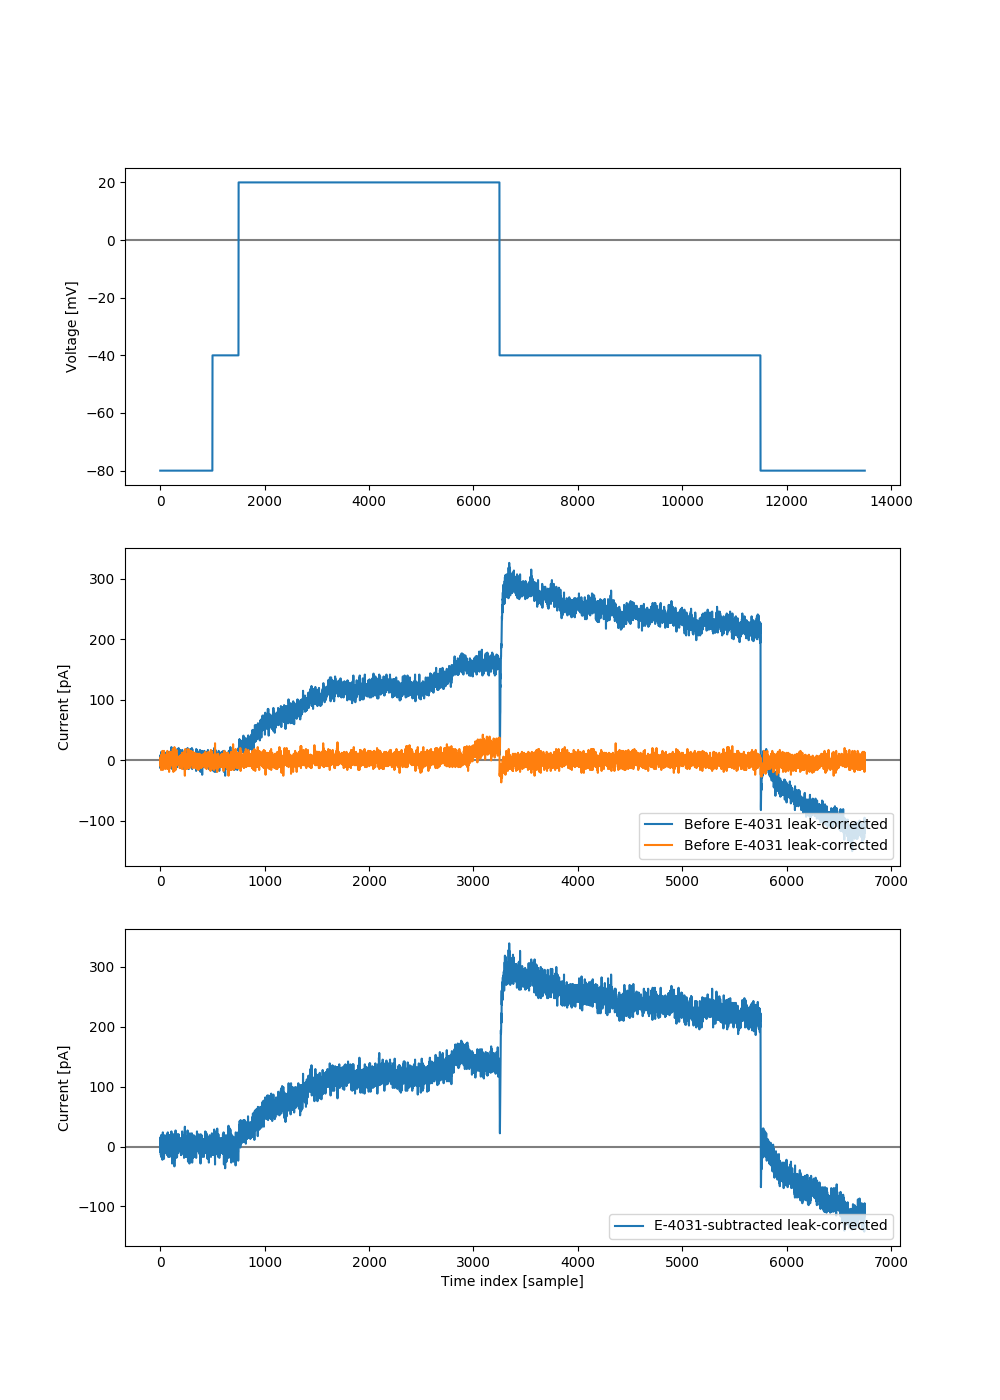 20
0
−20
−40
−60
−80
Voltage [mV]
0 2000 4000 6000 8000 10000 12000 14000
300
200
100
0
−100
Current [pA]
Before E-4031 leak-corrected
Before E-4031 leak-corrected
0 1000 2000 3000 4000 5000 6000 7000
300
200
100
0
−100
Current [pA]
E-4031-subtracted leak-corrected
0 1000 2000 3000 4000 5000 6000 7000
Time index [sample]